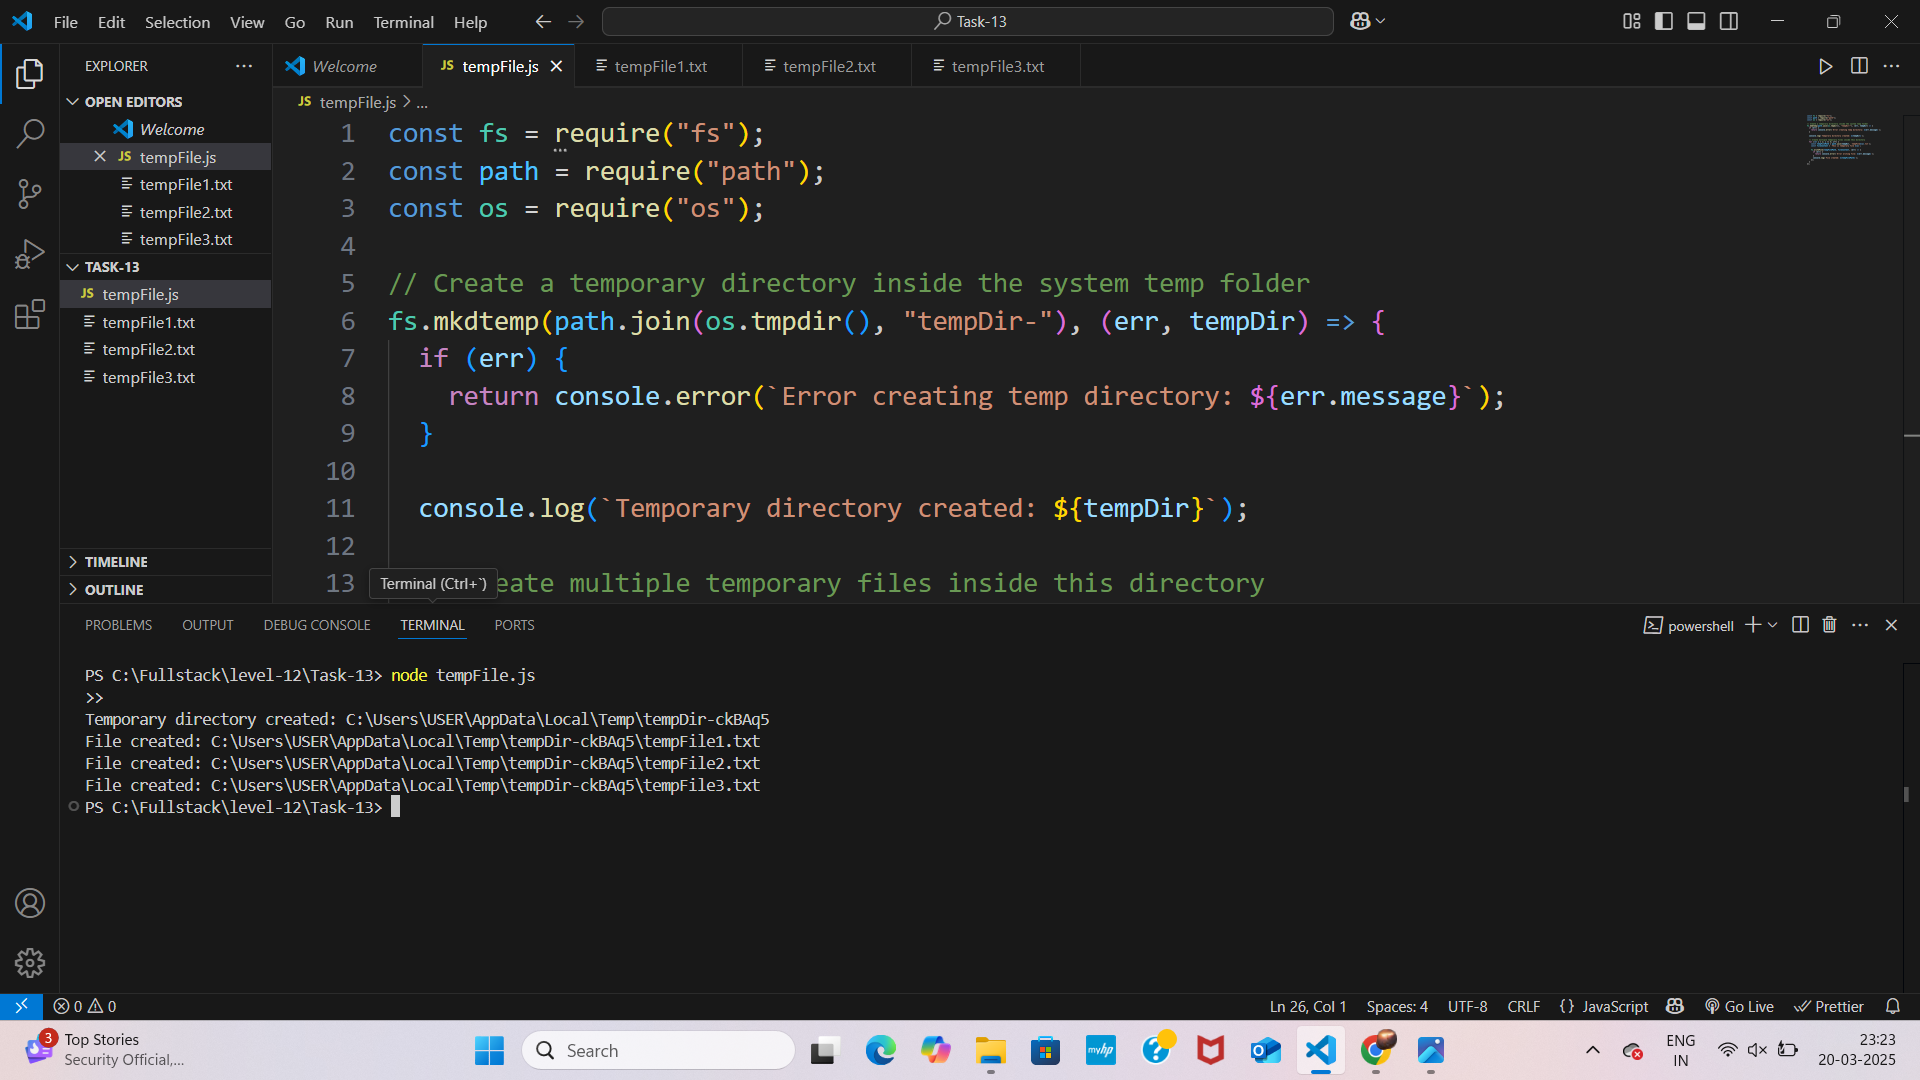 File Edit Selection View Go Run Terminal Help
Task-13
EXPLORER
Welcome
JS tempFile.js
tempFile1.txt
tempFile2.txt
tempFile3.txt
OPEN EDITORS
Welcome
JS tempFile.js
tempFile1.txt
tempFile2.txt
tempFile3.txt
TASK-13
JS tempFile.js
tempFile1.txt
tempFile2.txt
tempFile3.txt
TIMELINE
OUTLINE
JS tempFile.js > ...
1 const fs = require("fs");
2 const path = require("path");
3 const os = require("os");
4
5 // Create a temporary directory inside the system temp folder
6 fs.mkdtemp(path.join(os.tmpdir(), "tempDir-"), (err, tempDir) => {
7 if (err) {
8 return console.error(`Error creating temp directory: ${err.message}`);
9 }
10
11 console.log(`Temporary directory created: ${tempDir}`);
12
13 eate multiple temporary files inside this directory
Terminal (Ctrl+`)
PROBLEMS OUTPUT DEBUG CONSOLE TERMINAL PORTS
powershell
PS C:\Fullstack\level-12\Task-13> node tempFile.js
>>
Temporary directory created: C:\Users\USER\AppData\Local\Temp\tempDir-ckBAq5
File created: C:\Users\USER\AppData\Local\Temp\tempDir-ckBAq5\tempFile1.txt
File created: C:\Users\USER\AppData\Local\Temp\tempDir-ckBAq5\tempFile2.txt
File created: C:\Users\USER\AppData\Local\Temp\tempDir-ckBAq5\tempFile3.txt
PS C:\Fullstack\level-12\Task-13>
0 0
Ln 26, Col 1 Spaces: 4 UTF-8 CRLF {} JavaScript Go Live Prettier
3
Top Stories
Security Official,...
Search
myhp
ENG
IN
23:23
20-03-2025